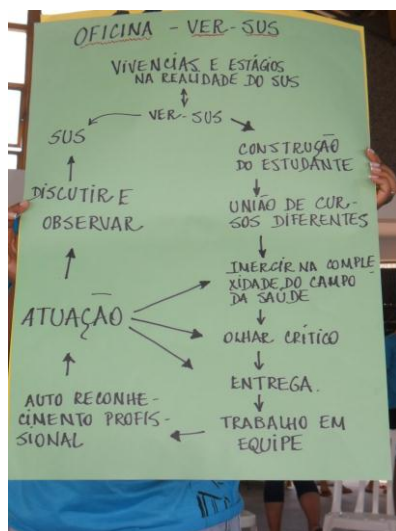 OFICINA - VER-SUS
VIVÊNCIAS E ESTÁGIOS
NA REALIDADE DO SUS
VER-SUS
SUS
CONSTRUÇÃO
DO ESTUDANTE
DISCUTIR E
OBSERVAR
UNIÃO DE CUR-
SOS DIFERENTES
IMERGIR NA COMPLE-
XIDADE DO CAMPO
DA SAÚDE
ATUAÇÃO
OLHAR CRÍTICO
ENTREGA.
AUTO RECONHE-
CIMENTO PROFIS-
SIONAL
TRABALHO EM
EQUIPE